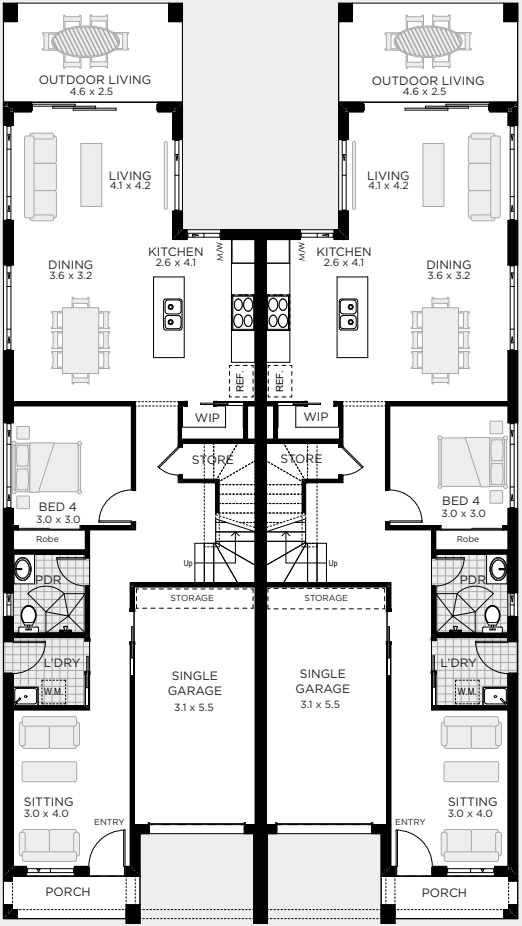 OUTDOOR LIVING
4.6 x 2.5
OUTDOOR LIVING
4.6 x 2.5
LIVING
4.1 x 4.2
LIVING
4.1 x 4.2
M/W
M/W
KITCHEN
2.6 x 4.1
KITCHEN
2.6 x 4.1
DINING
3.6 x 3.2
DINING
3.6 x 3.2
REF.
REF.
WIP
WIP
STORE
STORE
BED 4
3.0 x 3.0
BED 4
3.0 x 3.0
Robe
Robe
Up
Up
PDR
PDR
STORAGE
STORAGE
L'DRY
L'DRY
W.M.
W.M.
SINGLE
GARAGE
3.1 x 5.5
SINGLE
GARAGE
3.1 x 5.5
SITTING
3.0 x 4.0
SITTING
3.0 x 4.0
ENTRY
ENTRY
PORCH
PORCH